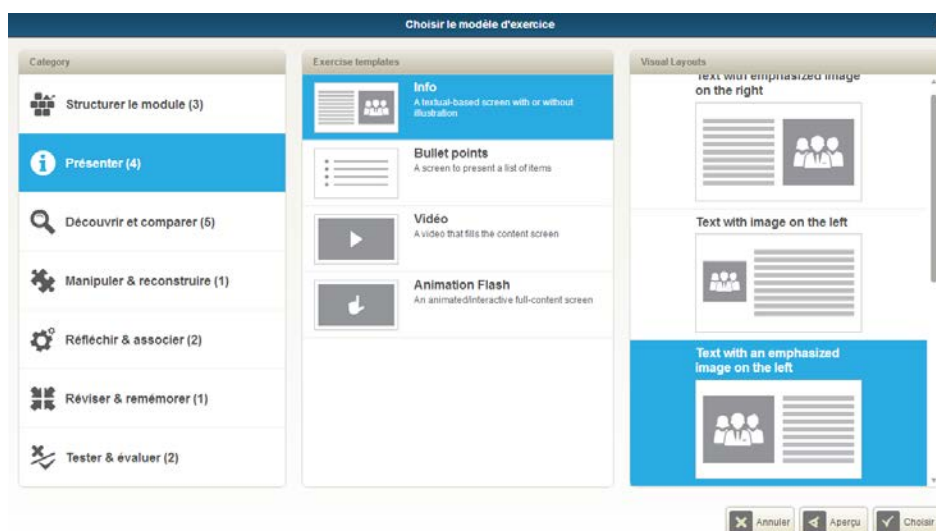 Choisir le modèle d'exercice
Category
Structurer le module (3)
Présenter (4)
Découvrir et comparer (5)
Manipuler & reconstruire (1)
Réfléchir & associer (2)
Réviser & remémorer (1)
Tester & évaluer (2)
Exercise templates
Info
A textual-based screen with or without
illustration
Bullet points
A screen to present a list of items
Vidéo
A video that fills the content screen
Animation Flash
An animated/interactive full-content screen
Visual Layouts
Text with emphasized image
on the right
Text with image on the left
Text with an emphasized
image on the left
Annuler
Aperçu
Choisir